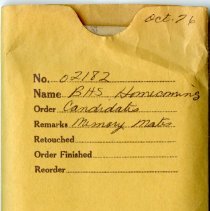 Oct. 76
No. 02182
Name BHS Homecoming
Order Candidates
Remarks Memory Mates
Retouched
Order Finished
Reorder